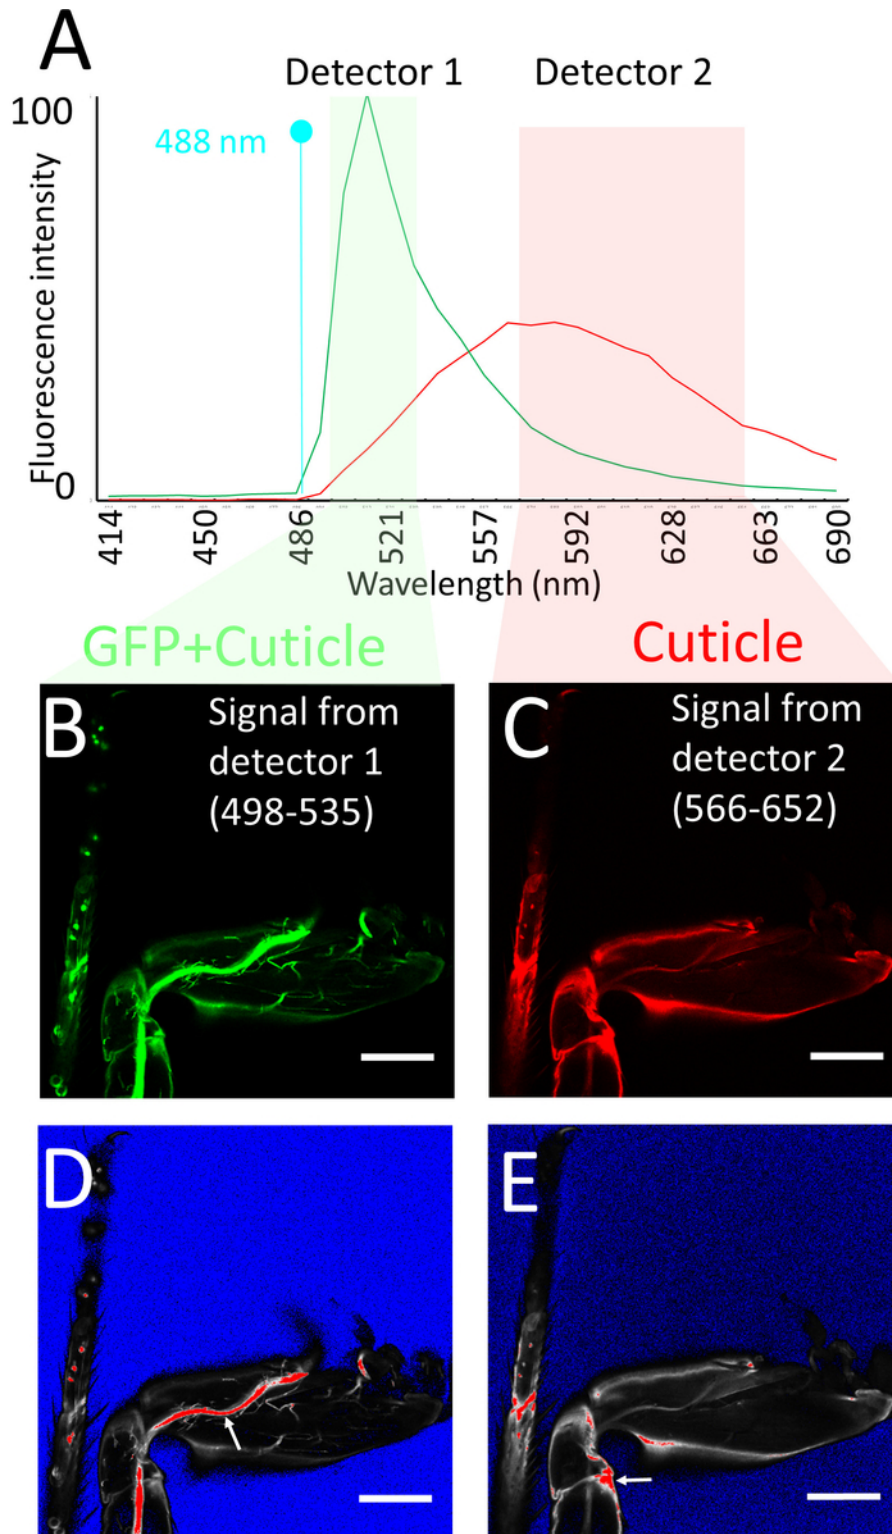 A
Detector 1
Detector 2
100
488 nm
Fluorescence intensity
0
414
450
486
521
557
592
628
663
690
Wavelength (nm)
GFP+Cuticle
Cuticle
B
Signal from
detector 1
(498-535)
C
Signal from
detector 2
(566-652)
D
E